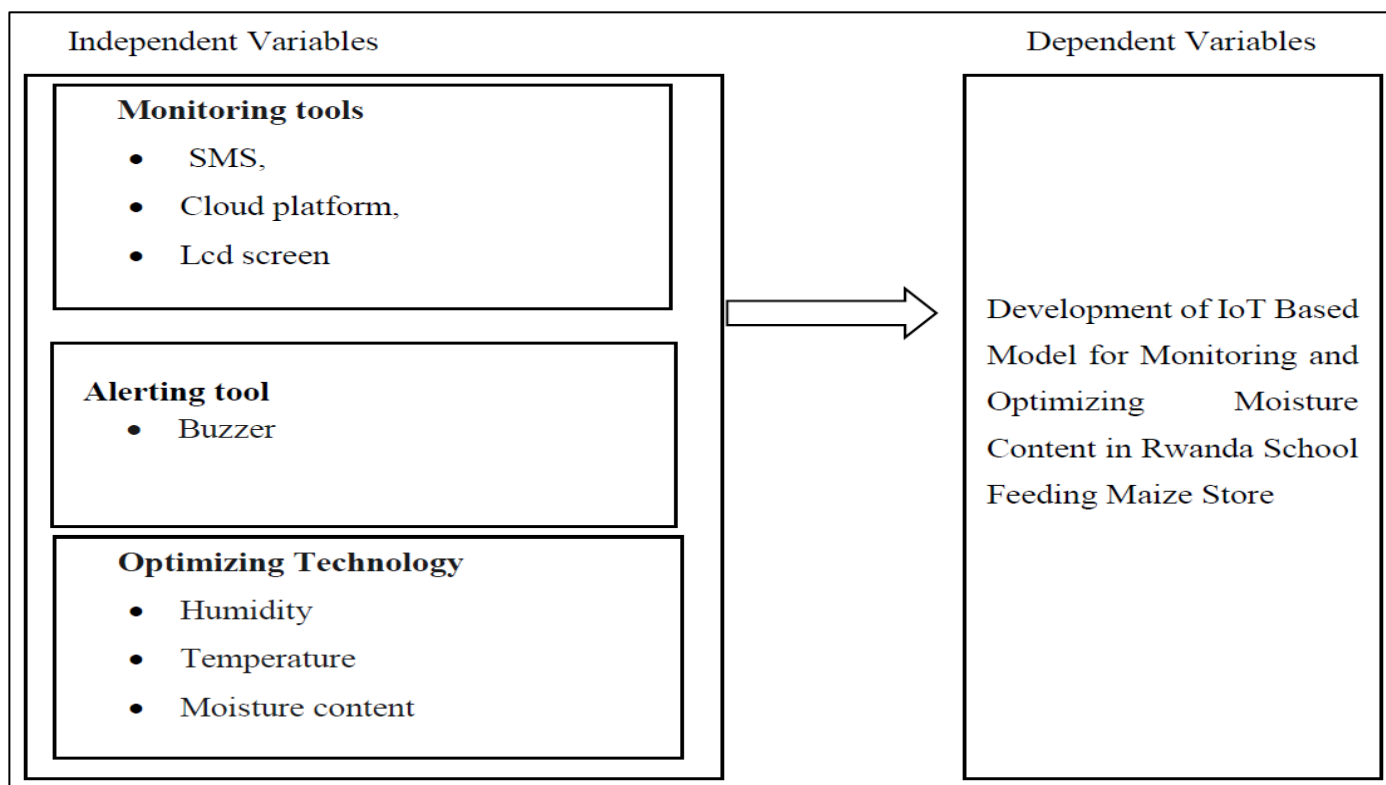 Independent Variables
Monitoring tools
• SMS,
• Cloud platform,
• Lcd screen
Alerting tool
• Buzzer
Optimizing Technology
• Humidity
• Temperature
• Moisture content
Dependent Variables
Development of IoT Based
Model for Monitoring and
Optimizing Moisture
Content in Rwanda School
Feeding Maize Store